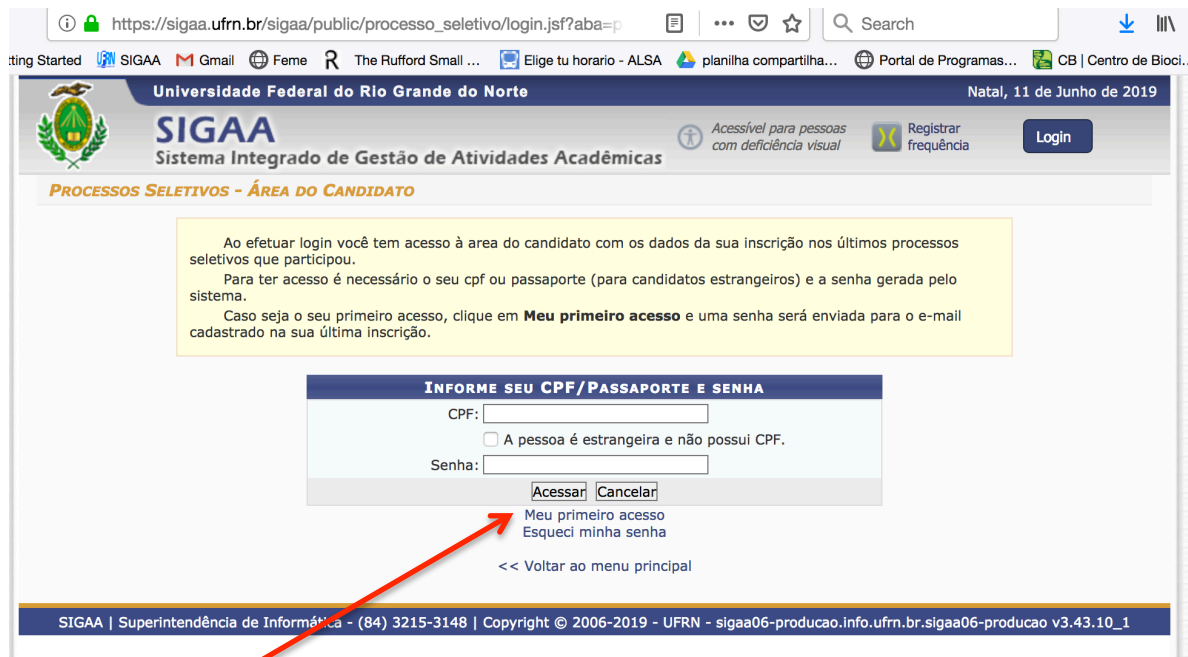 https://sigaa.ufrn.br/sigaa/public/processo_seletivo/login.jsf?aba=p Search
tting Started SIGAA Gmail Feme The Rufford Small ... Elige tu horario - ALSA planilha compartilha... Portal de Programas... CB | Centro de Bioci...
Universidade Federal do Rio Grande do Norte Natal, 11 de Junho de 2019
SIGAA
Sistema Integrado de Gestão de Atividades Acadêmicas
Acessível para pessoas
com deficiência visual
Registrar
frequência
Login
PROCESSOS SELETIVOS - ÁREA DO CANDIDATO
Ao efetuar login você tem acesso à area do candidato com os dados da sua inscrição nos últimos processos
seletivos que participou.
Para ter acesso é necessário o seu cpf ou passaporte (para candidatos estrangeiros) e a senha gerada pelo
sistema.
Caso seja o seu primeiro acesso, clique em Meu primeiro acesso e uma senha será enviada para o e-mail
cadastrado na sua última inscrição.
INFORME SEU CPF/PASSAPORTE E SENHA
CPF:
A pessoa é estrangeira e não possui CPF.
Senha:
Acessar Cancelar
Meu primeiro acesso
Esqueci minha senha
<< Voltar ao menu principal
SIGAA | Superintendência de Informática - (84) 3215-3148 | Copyright © 2006-2019 - UFRN - sigaa06-producao.info.ufrn.br.sigaa06-producao v3.43.10_1